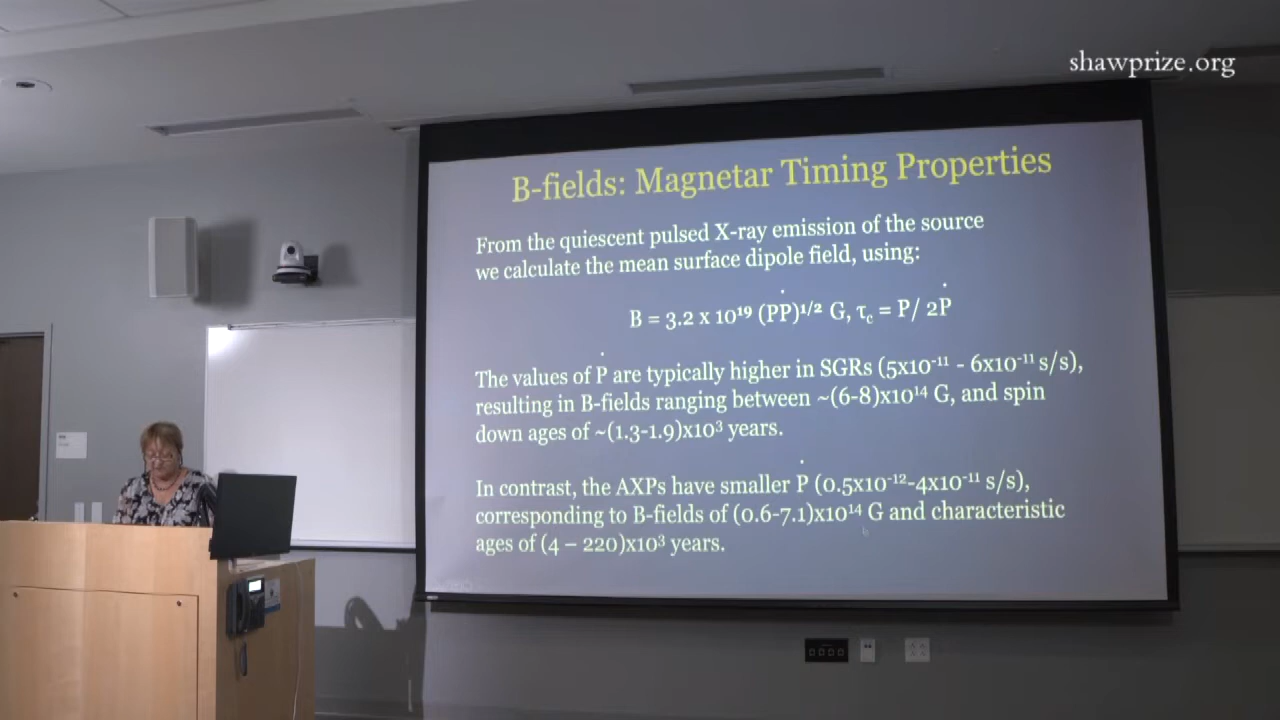 shawprize.org
B-fields: Magnetar Timing Properties
From the quiescent pulsed X-ray emission of the source
we calculate the mean surface dipole field, using:
B = 3.2 x 10¹⁹ (PṖ)¹/² G, τc = P/ 2Ṗ
The values of Ṗ are typically higher in SGRs (5x10⁻¹¹ - 6x10⁻¹¹ s/s),
resulting in B-fields ranging between ~(6-8)x10¹⁴ G, and spin
down ages of ~(1.3-1.9)x10³ years.
In contrast, the AXPs have smaller Ṗ (0.5x10⁻¹²-4x10⁻¹¹ s/s),
corresponding to B-fields of (0.6-7.1)x10¹⁴ G and characteristic
ages of (4 – 220)x10³ years.